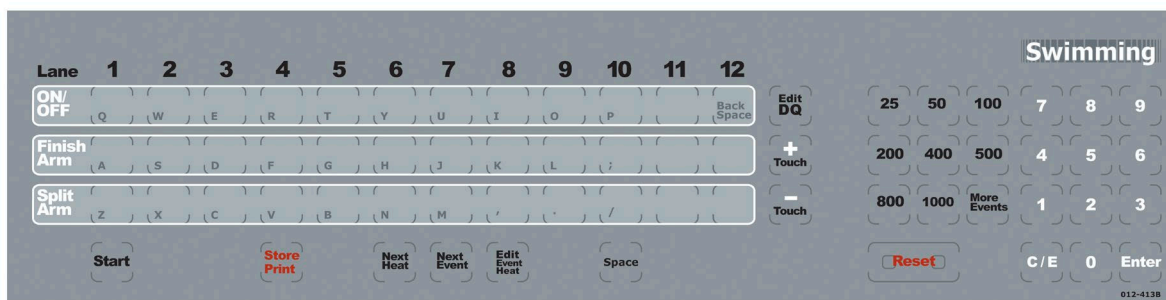 Swimming
Lane 1 2 3 4 5 6 7 8 9 10 11 12
ON/
OFF
Q W E R T Y U I O P
Back
Space
Edit
DQ
25 50 100
7 8 9
Finish
Arm
A S D F G H J K L ;
+
Touch
200 400 500
4 5 6
Split
Arm
Z X C V B N M , . /
−
Touch
800 1000
More
Events
1 2 3
Start
Store
Print
Next
Heat
Next
Event
Edit
Event
Heat
Space
Reset
C/E 0 Enter
012-413B